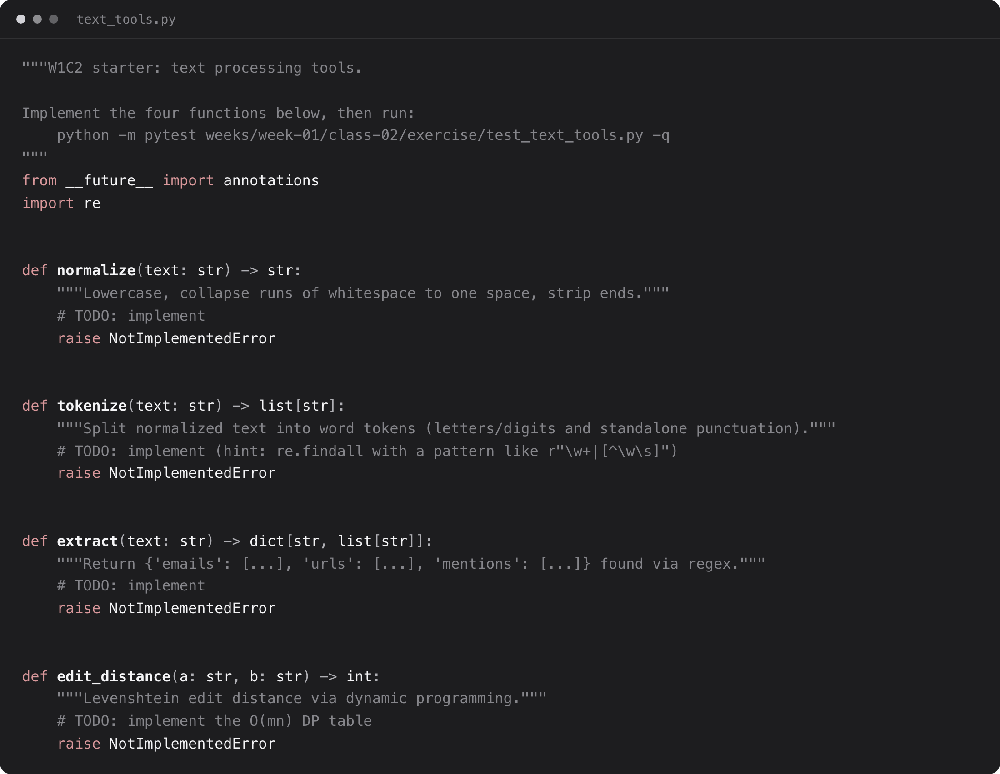 text_tools.py
"""W1C2 starter: text processing tools.
Implement the four functions below, then run:
    python -m pytest weeks/week-01/class-02/exercise/test_text_tools.py -q
"""
from __future__ import annotations
import re
def normalize(text: str) -> str:
    """Lowercase, collapse runs of whitespace to one space, strip ends."""
    # TODO: implement
    raise NotImplementedError
def tokenize(text: str) -> list[str]:
    """Split normalized text into word tokens (letters/digits and standalone punctuation)."""
    # TODO: implement (hint: re.findall with a pattern like r"\w+|[^\w\s]")
    raise NotImplementedError
def extract(text: str) -> dict[str, list[str]]:
    """Return {'emails': [...], 'urls': [...], 'mentions': [...]} found via regex."""
    # TODO: implement
    raise NotImplementedError
def edit_distance(a: str, b: str) -> int:
    """Levenshtein edit distance via dynamic programming."""
    # TODO: implement the O(mn) DP table
    raise NotImplementedError